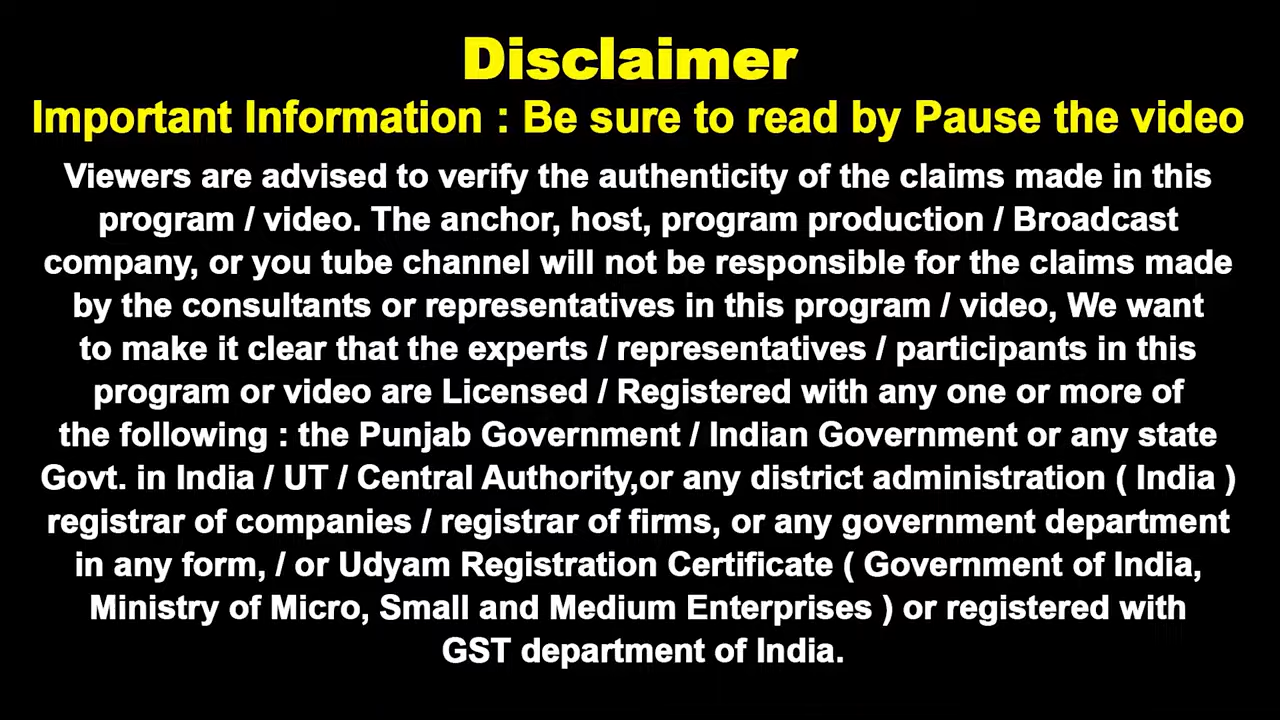 Disclaimer
Important Information : Be sure to read by Pause the video
Viewers are advised to verify the authenticity of the claims made in this
program / video. The anchor, host, program production / Broadcast
company, or you tube channel will not be responsible for the claims made
by the consultants or representatives in this program / video, We want
to make it clear that the experts / representatives / participants in this
program or video are Licensed / Registered with any one or more of
the following : the Punjab Government / Indian Government or any state
Govt. in India / UT / Central Authority,or any district administration ( India )
registrar of companies / registrar of firms, or any government department
in any form, / or Udyam Registration Certificate ( Government of India,
Ministry of Micro, Small and Medium Enterprises ) or registered with
GST department of India.